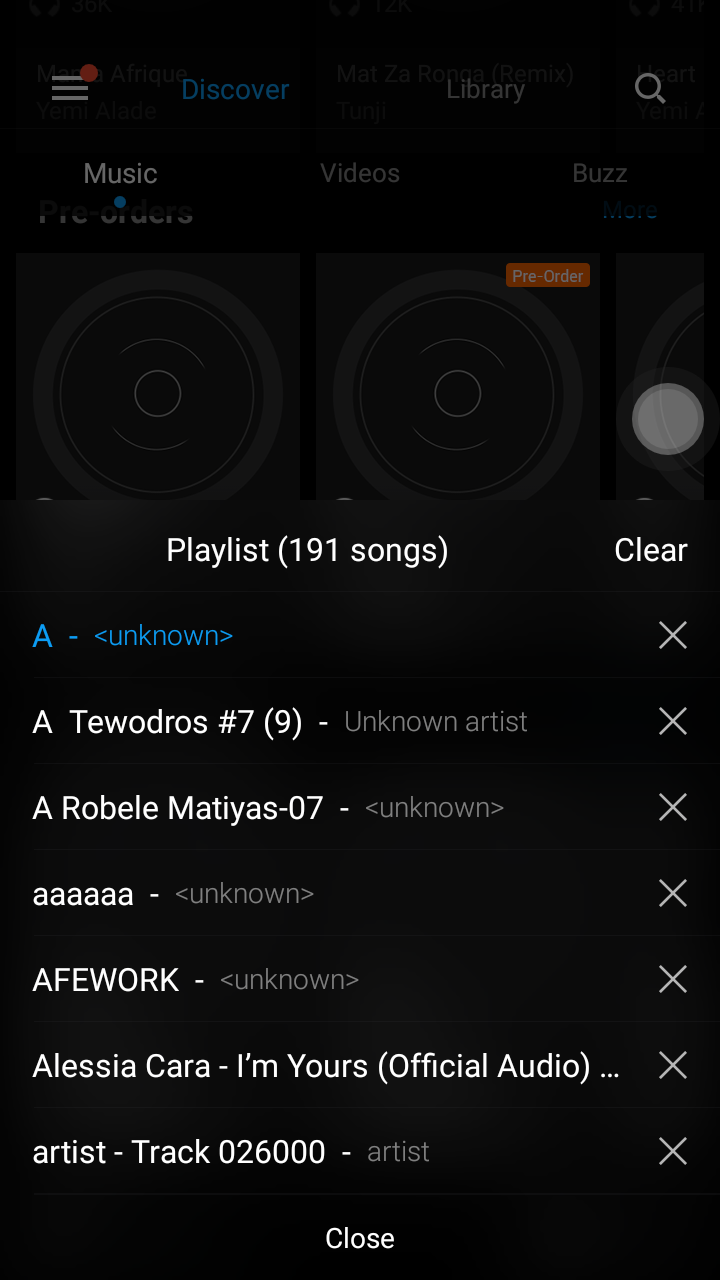 36K 12K 41K
Mama Afrique Mat Za Ronga (Remix) Heart
Yemi Alade Tunji Yemi A
Discover Library
Music Videos Buzz
Pre-orders More
Pre-Order
Playlist (191 songs) Clear
A - <unknown>
A Tewodros #7 (9) - Unknown artist
A Robele Matiyas-07 - <unknown>
aaaaaa - <unknown>
AFEWORK - <unknown>
Alessia Cara - I’m Yours (Official Audio) ...
artist - Track 026000 - artist
Close